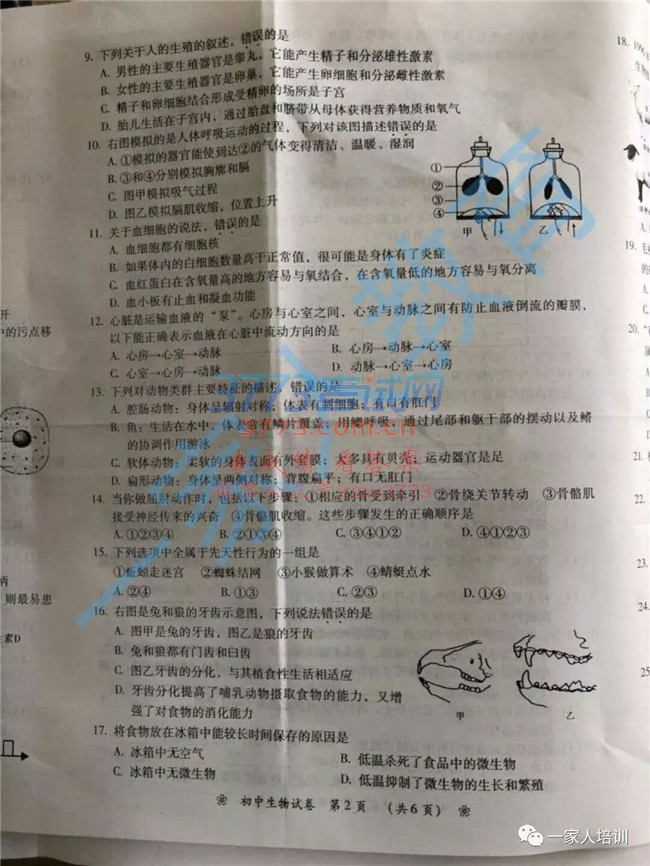 9. 下列关于人的生殖的叙述，错误的是
A. 男性的主要生殖器官是睾丸，它能产生精子和分泌雄性激素
B. 女性的主要生殖器官是卵巢，它能产生卵细胞和分泌雌性激素
C. 精子和卵细胞结合形成受精卵的场所是子宫
D. 胎儿生活在子宫内，通过胎盘和脐带从母体获得营养物质和氧气
10. 右图模拟的是人体呼吸运动的过程，下列对该图描述错误的是
A. ①模拟的器官能使到达②的气体变得清洁、温暖、湿润
B. ③和④分别模拟胸廓和膈
C. 图甲模拟吸气过程
D. 图乙模拟膈肌收缩，位置上升
① ② ③ ④
甲 乙
11. 关于血细胞的说法，错误的是
A. 血细胞都有细胞核
B. 如果体内的白细胞数量高于正常值，很可能是身体有了炎症
C. 血红蛋白在含氧量高的地方容易与氧结合，在含氧量低的地方容易与氧分离
D. 血小板有止血和凝血功能
12. 心脏是运输血液的“泵”。心房与心室之间，心室与动脉之间有防止血液倒流的瓣膜，
以下能正确表示血液在心脏中流动方向的是
A. 心房→心室→动脉 B. 心房→动脉→心室
C. 动脉→心房→心室 D. 动脉→心室→心房
13. 下列对动物类群主要特征的描述，错误的是
A. 腔肠动物：身体呈辐射对称；体表有刺细胞；有口有肛门
B. 鱼：生活在水中，体表常有鳞片覆盖；用鳃呼吸，通过尾部和躯干部的摆动以及鳍
的协调作用游泳
C. 软体动物：柔软的身体表面有外套膜；大多具有贝壳；运动器官是足
D. 扁形动物：身体呈两侧对称；背腹扁平；有口无肛门
14. 当你做屈肘动作时，包括以下步骤：①相应的骨受到牵引 ②骨绕关节转动 ③骨骼肌
接受神经传来的兴奋 ④骨骼肌收缩。这些步骤发生的正确顺序是
A. ①②③④ B. ②①③④ C. ③④①② D. ④①②③
15. 下列选项中全属于先天性行为的一组是
①蚯蚓走迷宫 ②蜘蛛结网 ③小猴做算术 ④蜻蜓点水
A. ②④ B. ①③ C. ②③ D. ①④
16. 右图是兔和狼的牙齿示意图，下列说法错误的是
A. 图甲是兔的牙齿，图乙是狼的牙齿
B. 兔和狼都有门齿和臼齿
C. 图乙牙齿的分化，与其植食性生活相适应
D. 牙齿分化提高了哺乳动物摄取食物的能力，又增
强了对食物的消化能力
甲 乙
17. 将食物放在冰箱中能较长时间保存的原因是
A. 冰箱中无空气 B. 低温杀死了食品中的微生物
C. 冰箱中无微生物 D. 低温抑制了微生物的生长和繁殖
初中生物试卷 第2页 （共6页）
开
中的污点移
则最易患
素D
18. 199
生物
19.
20.
21.
22.
23.
24.
25
一家人培训